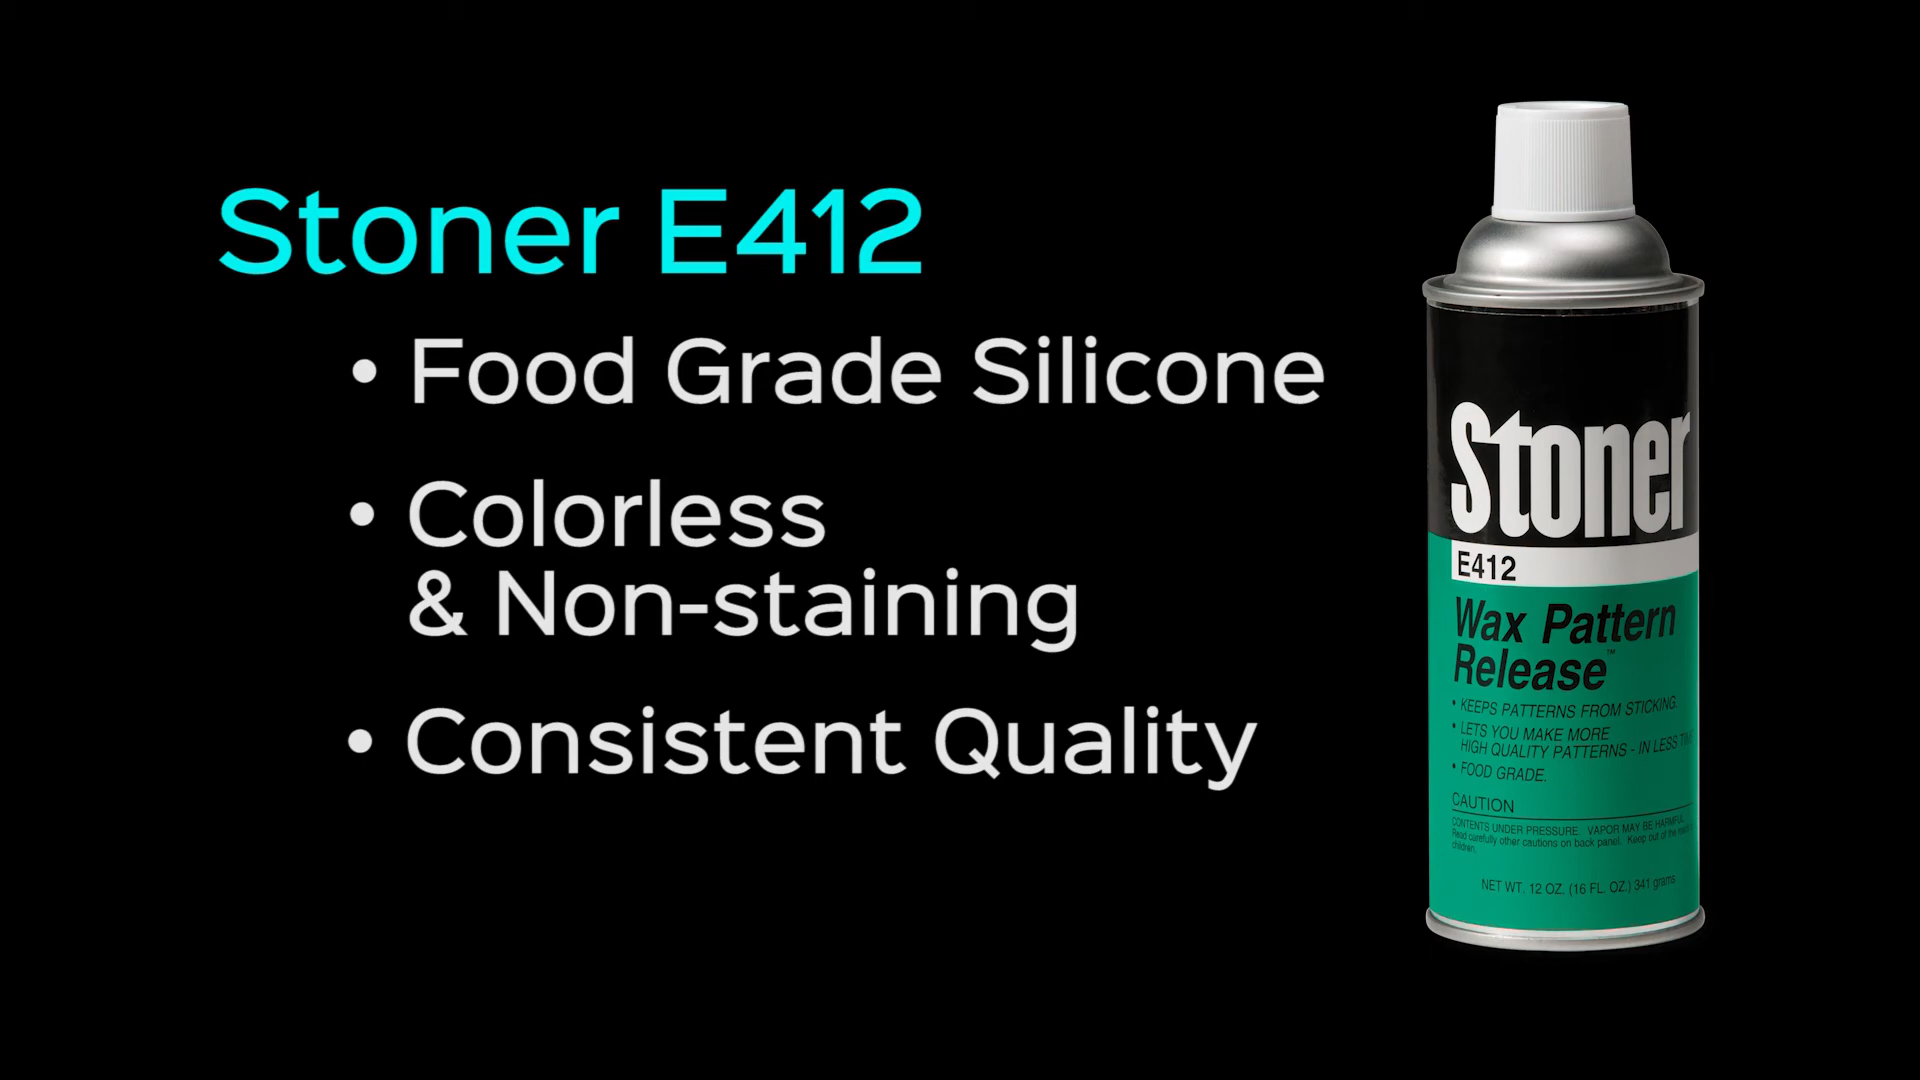 Stoner E412
• Food Grade Silicone
• Colorless
& Non-staining
• Consistent Quality
Stoner
E412
Wax Pattern
Release™
• KEEPS PATTERNS FROM STICKING.
• LETS YOU MAKE MORE
HIGH QUALITY PATTERNS - IN LESS
• FOOD GRADE.
CAUTION
CONTENTS UNDER PRESSURE. VAPOR MAY BE HARMFUL.
Read carefully other cautions on back panel. Keep out of the reach
children.
NET WT. 12 OZ. (16 FL. OZ.) 341 grams